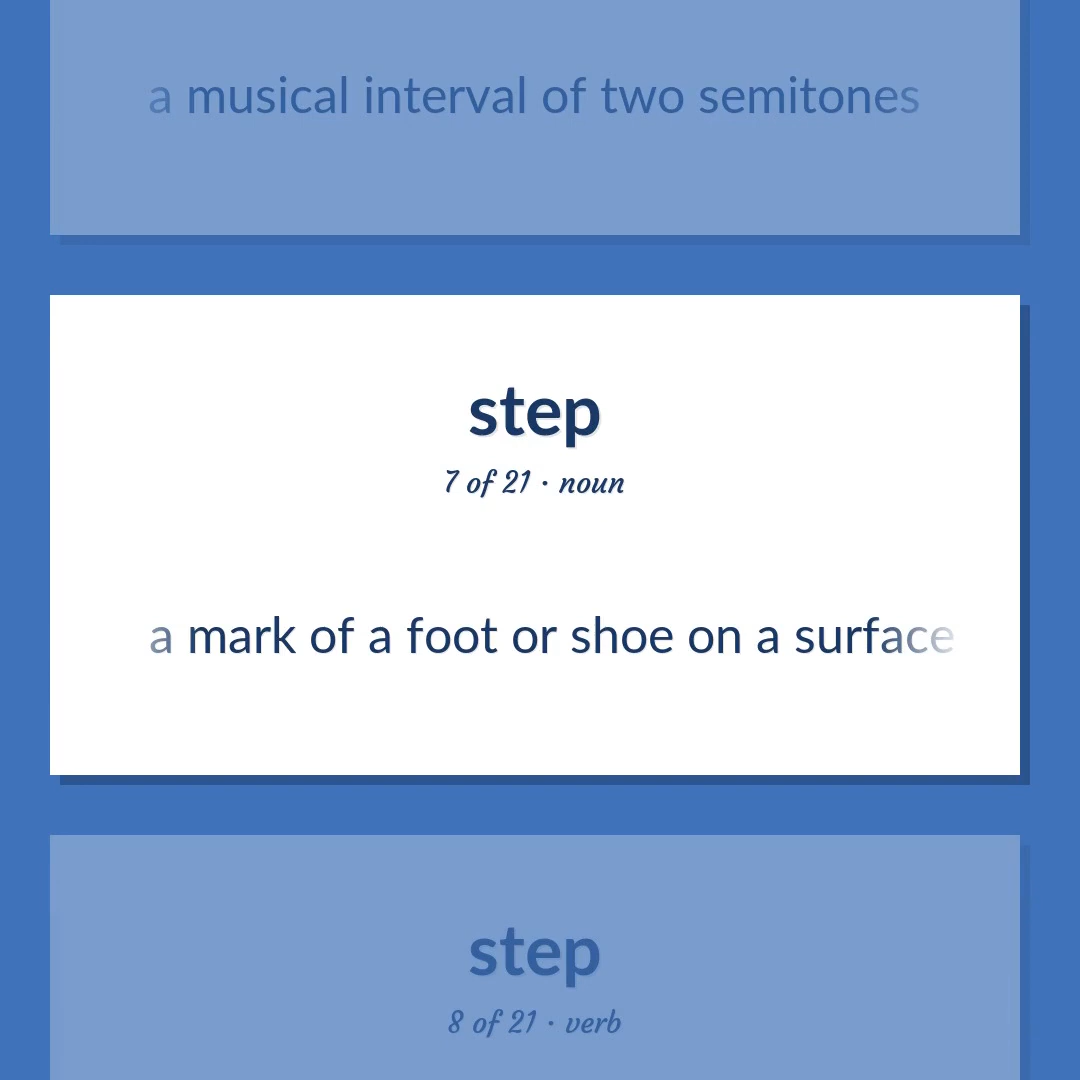 a musical interval of two semitones
step
7 of 21 · noun
a mark of a foot or shoe on a surface
step
8 of 21 · verb